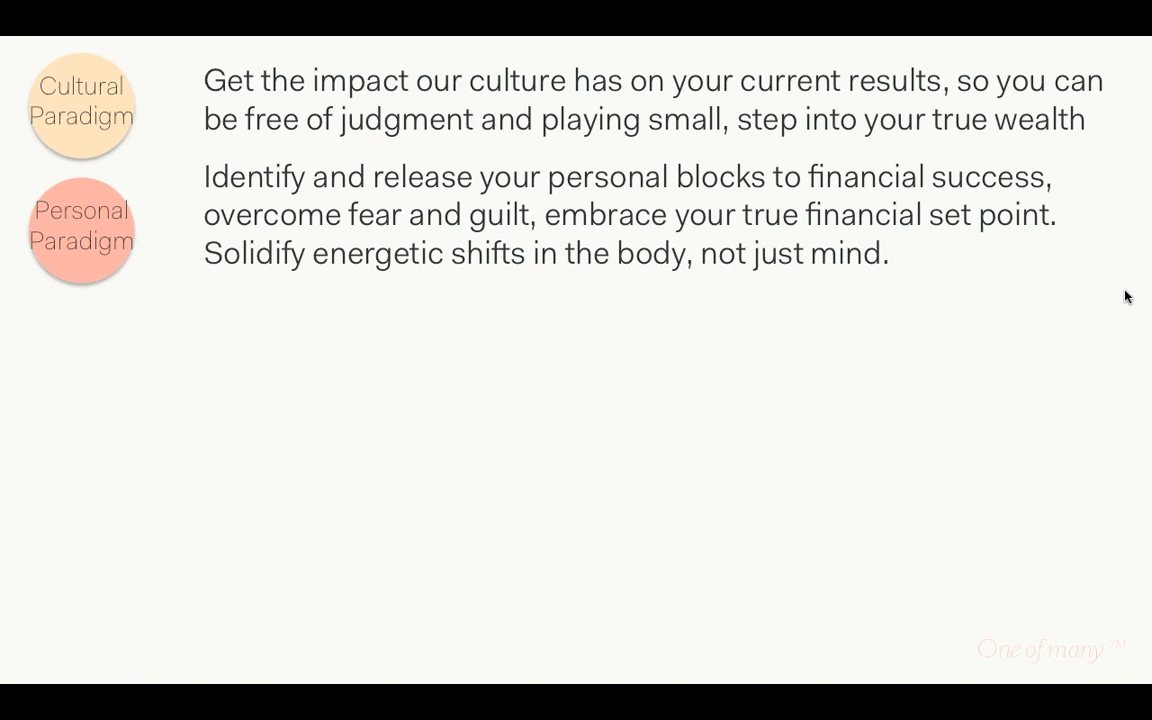 Cultural
Paradigm
Get the impact our culture has on your current results, so you can
be free of judgment and playing small, step into your true wealth
Personal
Paradigm
Identify and release your personal blocks to financial success,
overcome fear and guilt, embrace your true financial set point.
Solidify energetic shifts in the body, not just mind.
One of many ™